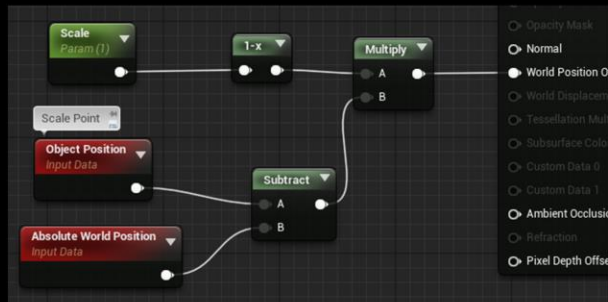 Scale
Param (1)
1-x
Multiply
A
B
Scale Point
Object Position
Input Data
Subtract
A
B
Absolute World Position
Input Data
Opacity Mask
Normal
World Position O
World Displacem
Tessellation Mult
Subsurface Colo
Custom Data 0
Custom Data 1
Ambient Occlusio
Refraction
Pixel Depth Offse